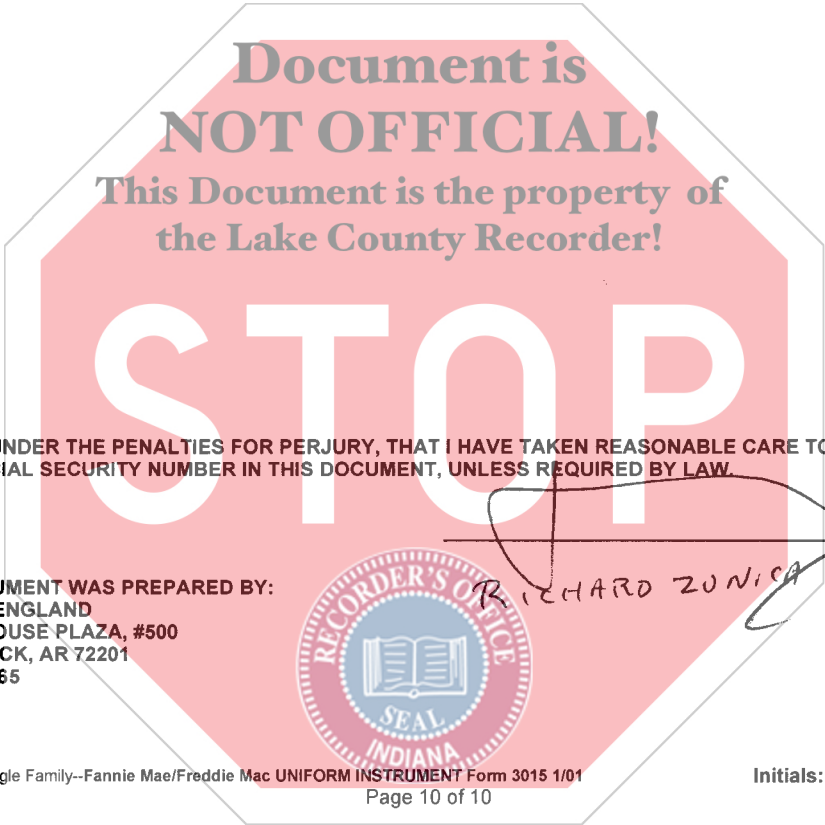 Document is
NOT OFFICIAL!
This Document is the property of
the Lake County Recorder!
STOP
UNDER THE PENALTIES FOR PERJURY, THAT I HAVE TAKEN REASONABLE CARE TO
IAL SECURITY NUMBER IN THIS DOCUMENT, UNLESS REQUIRED BY LAW.
RICHARD ZUNICA
UMENT WAS PREPARED BY:
ENGLAND
OUSE PLAZA, #500
CK, AR 72201
65
RECORDER'S OFFICE
SEAL
INDIANA
gle Family--Fannie Mae/Freddie Mac UNIFORM INSTRUMENT Form 3015 1/01
Initials:
Page 10 of 10